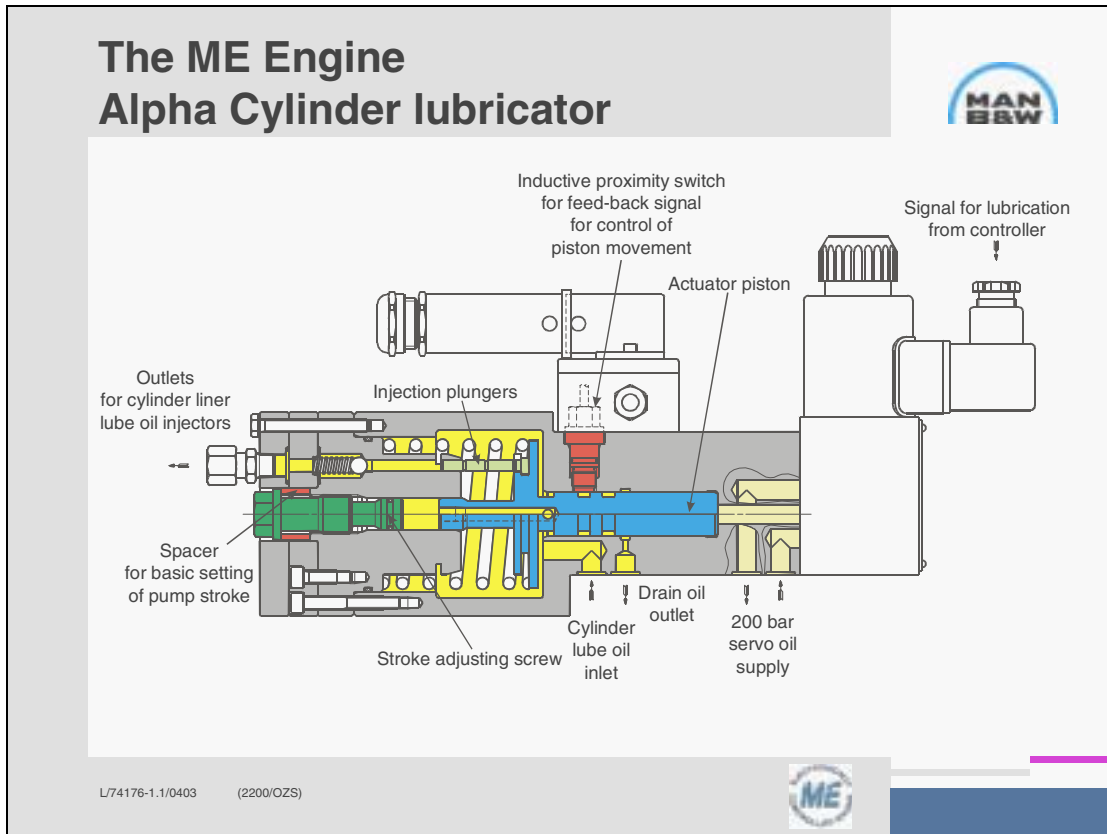 The ME Engine
Alpha Cylinder lubricator
MAN
B&W
Inductive proximity switch
for feed-back signal
for control of
piston movement
Signal for lubrication
from controller
Actuator piston
Outlets
for cylinder liner
lube oil injectors
Injection plungers
Spacer
for basic setting
of pump stroke
Stroke adjusting screw
Cylinder
lube oil
inlet
Drain oil
outlet
200 bar
servo oil
supply
L/74176-1.1/0403 (2200/OZS)
ME